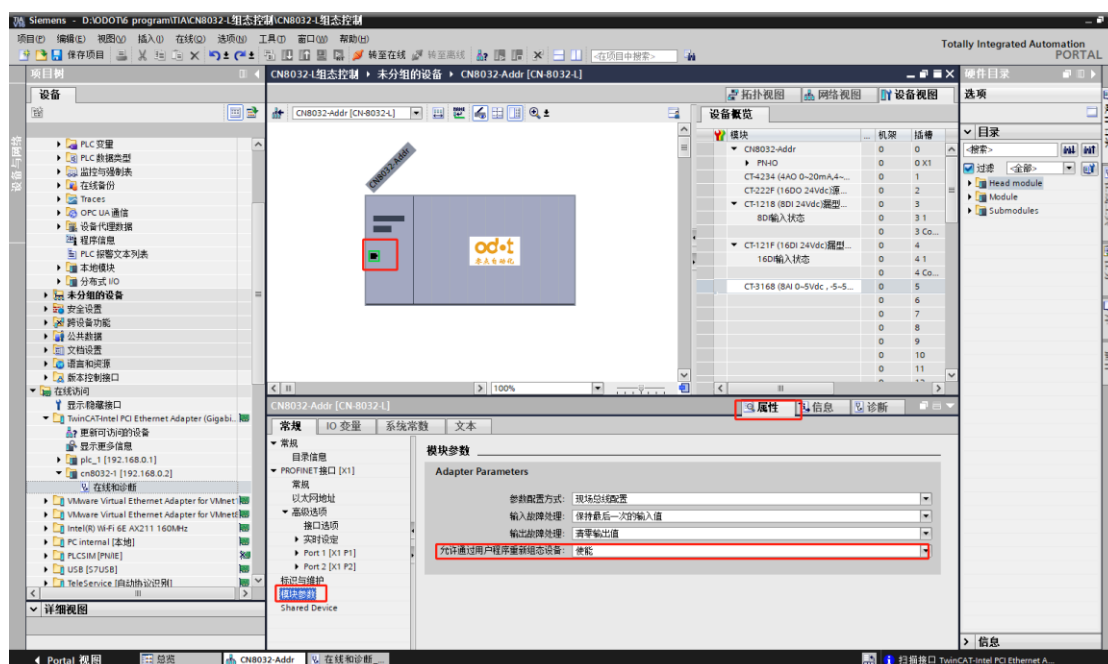 Siemens - D:\ODOT\6 program\TIA\CN8032-L组态控制\CN8032-L组态控制
项目(P) 编辑(E) 视图(V) 插入(I) 在线(O) 选项(N) 工具(T) 窗口(W) 帮助(H)
Totally Integrated Automation
PORTAL
保存项目 转至在线 转至离线 <在项目中搜索>
项目树
设备
设备与网络
PLC 变量
PLC 数据类型
监控与强制表
在线备份
Traces
OPC UA 通信
设备代理数据
程序信息
PLC 报警文本列表
本地模块
分布式 I/O
未分组的设备
安全设置
跨设备功能
公共数据
文档设置
语言和资源
版本控制接口
在线访问
显示/隐藏接口
TwinCAT-Intel PCI Ethernet Adapter (Gigabi..
更新可访问的设备
显示更多信息
plc_1 [192.168.0.1]
cn8032-1 [192.168.0.2]
在线和诊断
VMware Virtual Ethernet Adapter for VMnet
VMware Virtual Ethernet Adapter for VMnet
Intel(R) Wi-Fi 6E AX211 160MHz
PC internal [本地]
PLCSIM [PN/IE]
USB [S7USB]
TeleService [自动协议识别]
详细视图
CN8032-L组态控制 ▸ 未分组的设备 ▸ CN8032-Addr [CN-8032-L]
拓扑视图 网络视图 设备视图
CN8032-Addr [CN-8032-L]
CN8032-Addr
odot
零点自动化
100%
设备概览
模块 ... 机架 插槽
CN8032-Addr 0 0
PN-IO 0 0 X1
CT-4234 (4AO 0~20mA,4~... 0 1
CT-222F (16DO 24Vdc)源... 0 2
CT-1218 (8DI 24Vdc)漏型... 0 3
8DI输入状态 0 3 1
0 3 Co...
CT-121F (16DI 24Vdc)漏型... 0 4
16DI输入状态 0 4 1
0 4 Co...
CT-3168 (8AI 0~5Vdc , -5~5... 0 5
0 6
0 7
0 8
0 9
0 10
0 11
硬件目录
选项
目录
<搜索>
过滤 <全部>
Head module
Module
Submodules
信息
CN8032-Addr [CN-8032-L]
属性 信息 诊断
常规 IO 变量 系统常数 文本
常规
目录信息
PROFINET接口 [X1]
常规
以太网地址
高级选项
接口选项
实时设定
Port 1 [X1 P1]
Port 2 [X1 P2]
标识与维护
模块参数
Shared Device
模块参数
Adapter Parameters
参数配置方式: 现场总线配置
输入故障处理: 保持最后一次的输入值
输出故障处理: 清零输出值
允许通过用户程序重新组态设备: 使能
Portal 视图 总览 CN8032-Addr 在线和诊断_... 扫描接口 TwinCAT-Intel PCI Ethernet A...